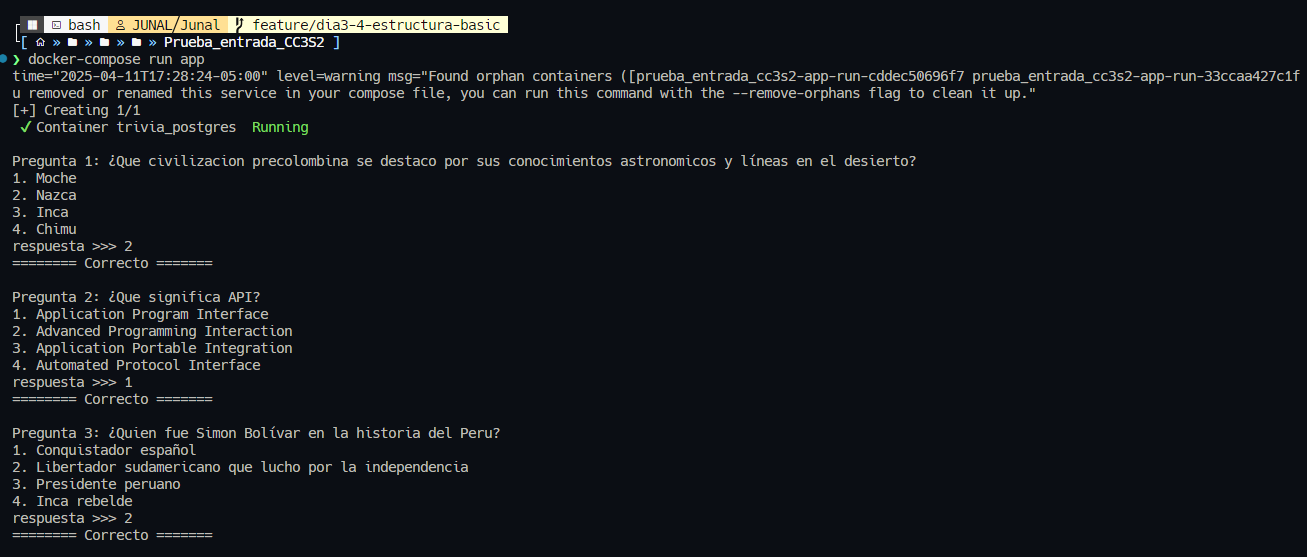 bash JUNAL/Junal feature/dia3-4-estructura-basic
[ » » » » Prueba_entrada_CC3S2 ]
❯ docker-compose run app
time="2025-04-11T17:28:24-05:00" level=warning msg="Found orphan containers ([prueba_entrada_cc3s2-app-run-cddec50696f7 prueba_entrada_cc3s2-app-run-33ccaa427c1f
u removed or renamed this service in your compose file, you can run this command with the --remove-orphans flag to clean it up."
[+] Creating 1/1
✔ Container trivia_postgres Running
Pregunta 1: ¿Que civilizacion precolombina se destaco por sus conocimientos astronomicos y líneas en el desierto?
1. Moche
2. Nazca
3. Inca
4. Chimu
respuesta >>> 2
======== Correcto =======
Pregunta 2: ¿Que significa API?
1. Application Program Interface
2. Advanced Programming Interaction
3. Application Portable Integration
4. Automated Protocol Interface
respuesta >>> 1
======== Correcto =======
Pregunta 3: ¿Quien fue Simon Bolívar en la historia del Peru?
1. Conquistador español
2. Libertador sudamericano que lucho por la independencia
3. Presidente peruano
4. Inca rebelde
respuesta >>> 2
======== Correcto =======